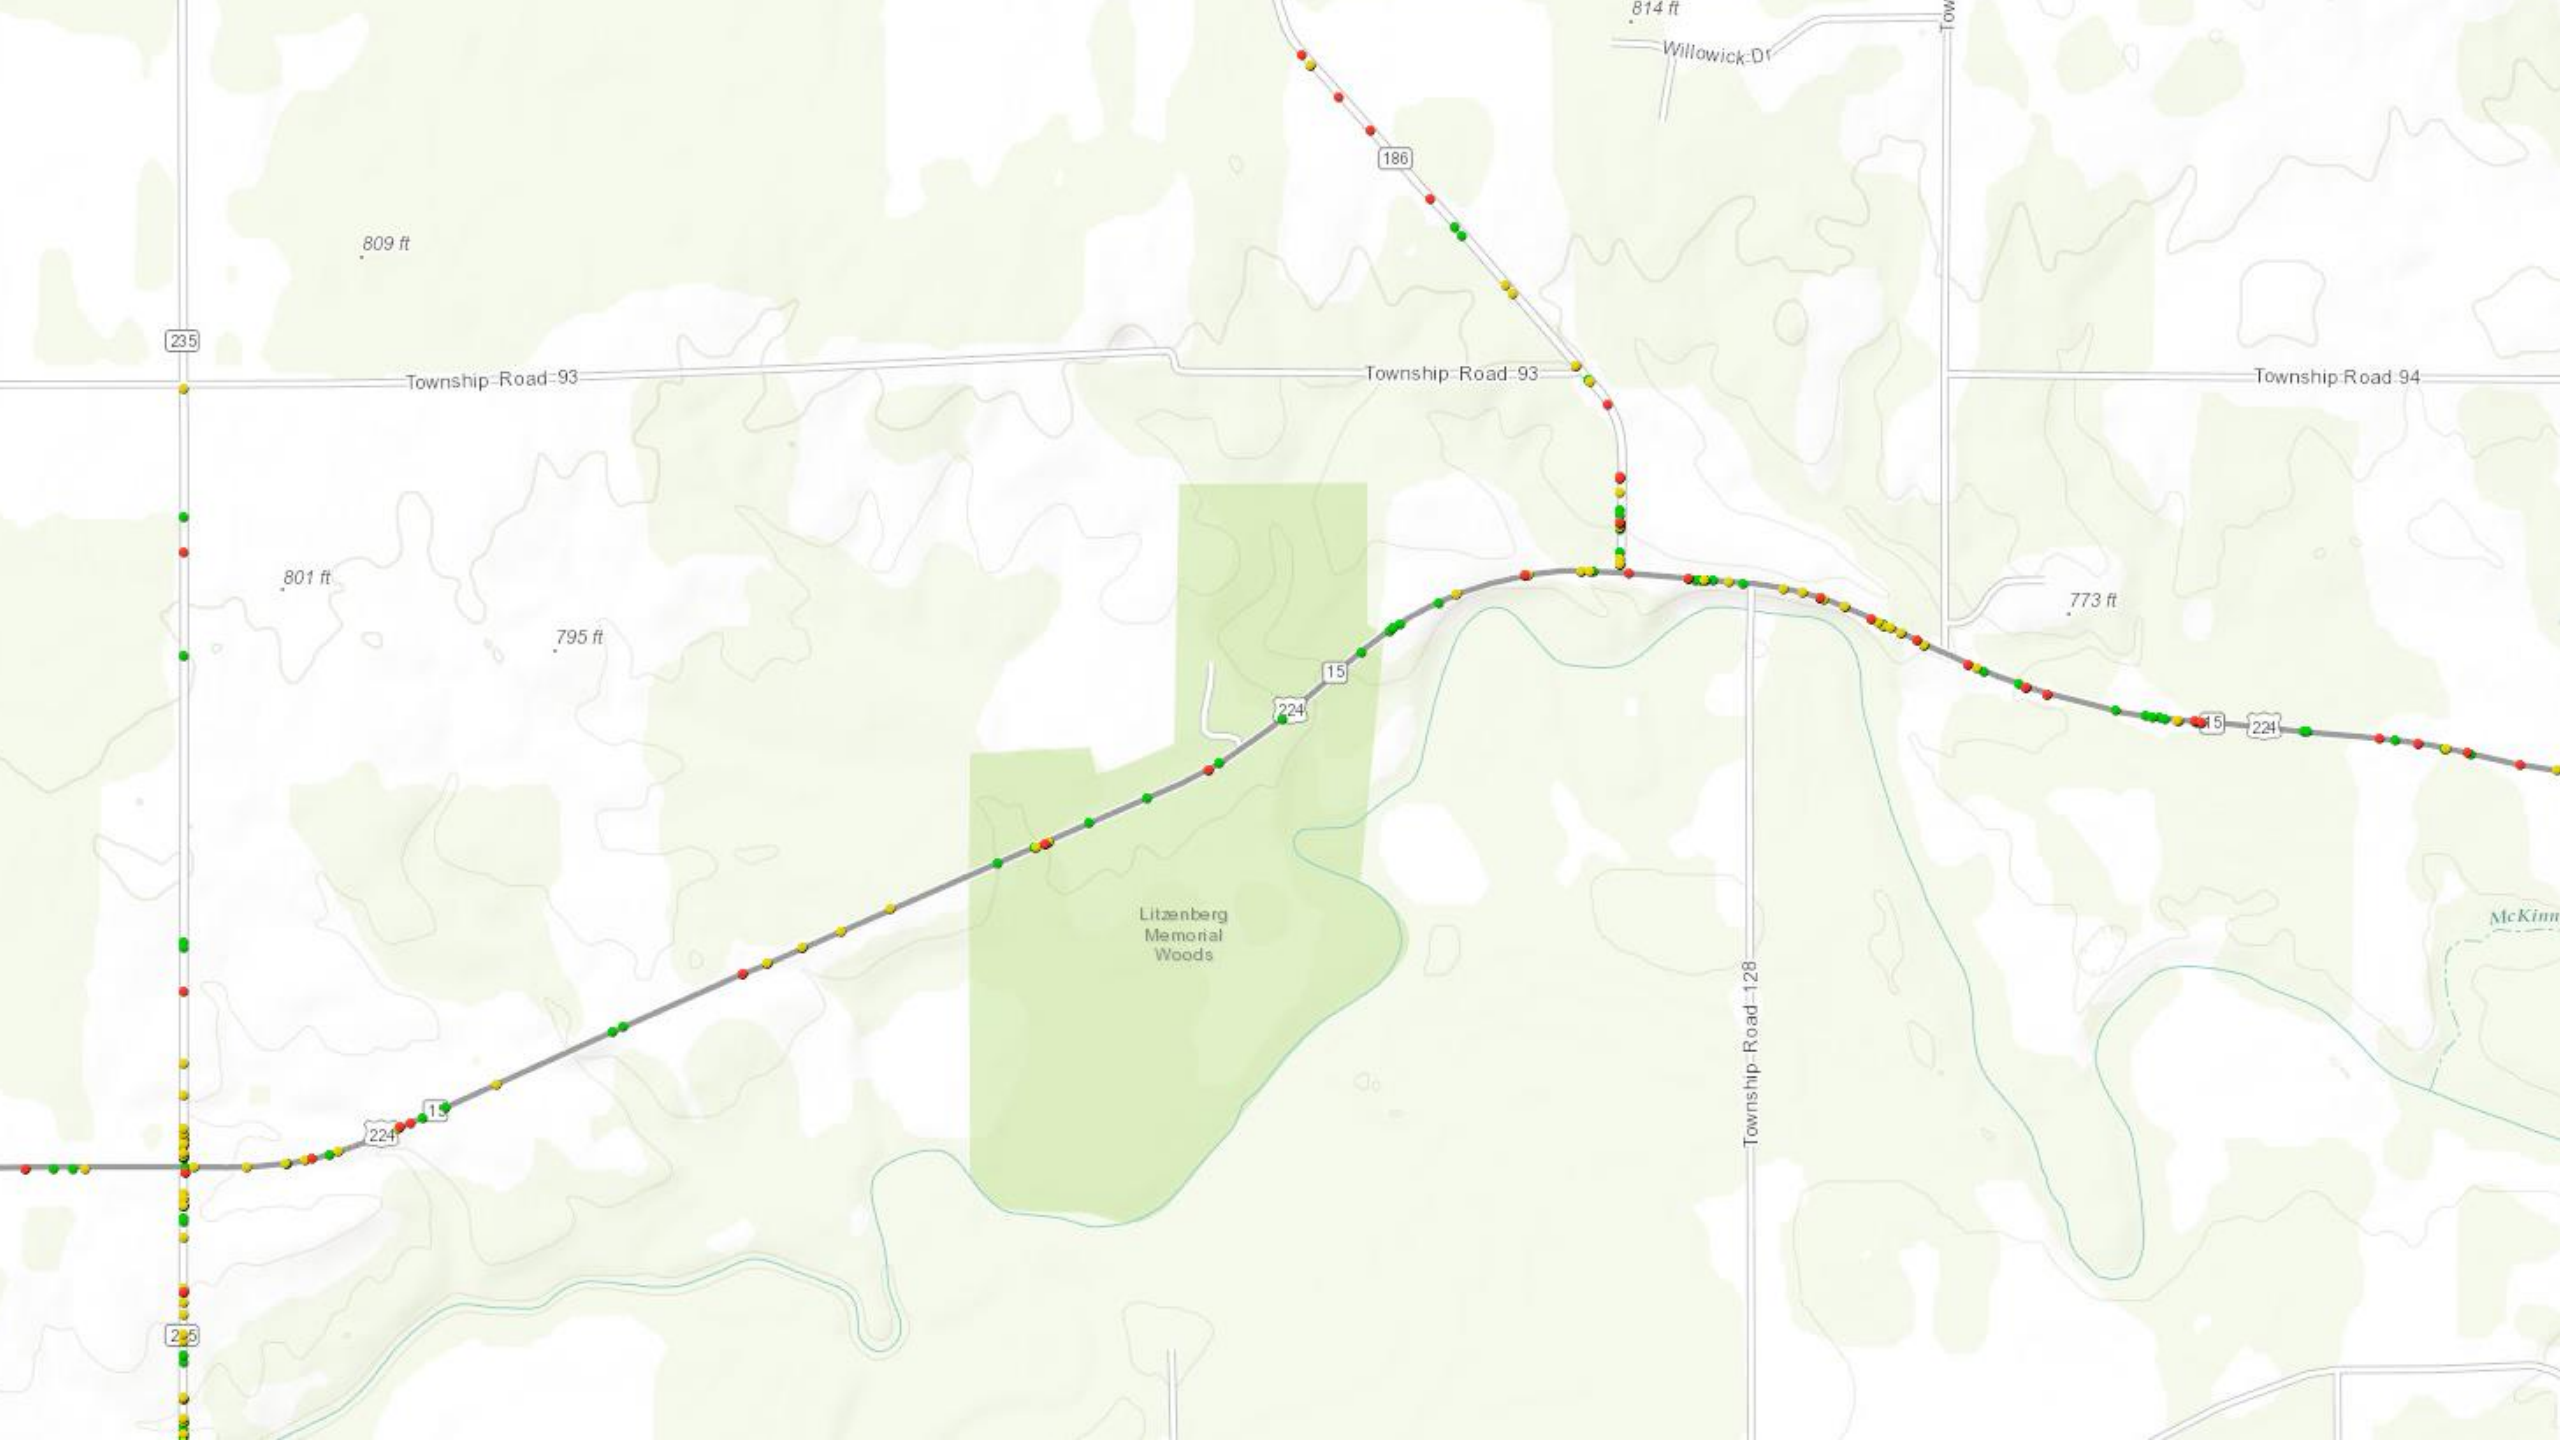 814 ft
Willowick Dr
186
809 ft
235
Township Road 93
Township Road 93
Township Road 94
801 ft
795 ft
773 ft
15
224
15
224
Litzenberg
Memorial
Woods
Township Road 128
15
224